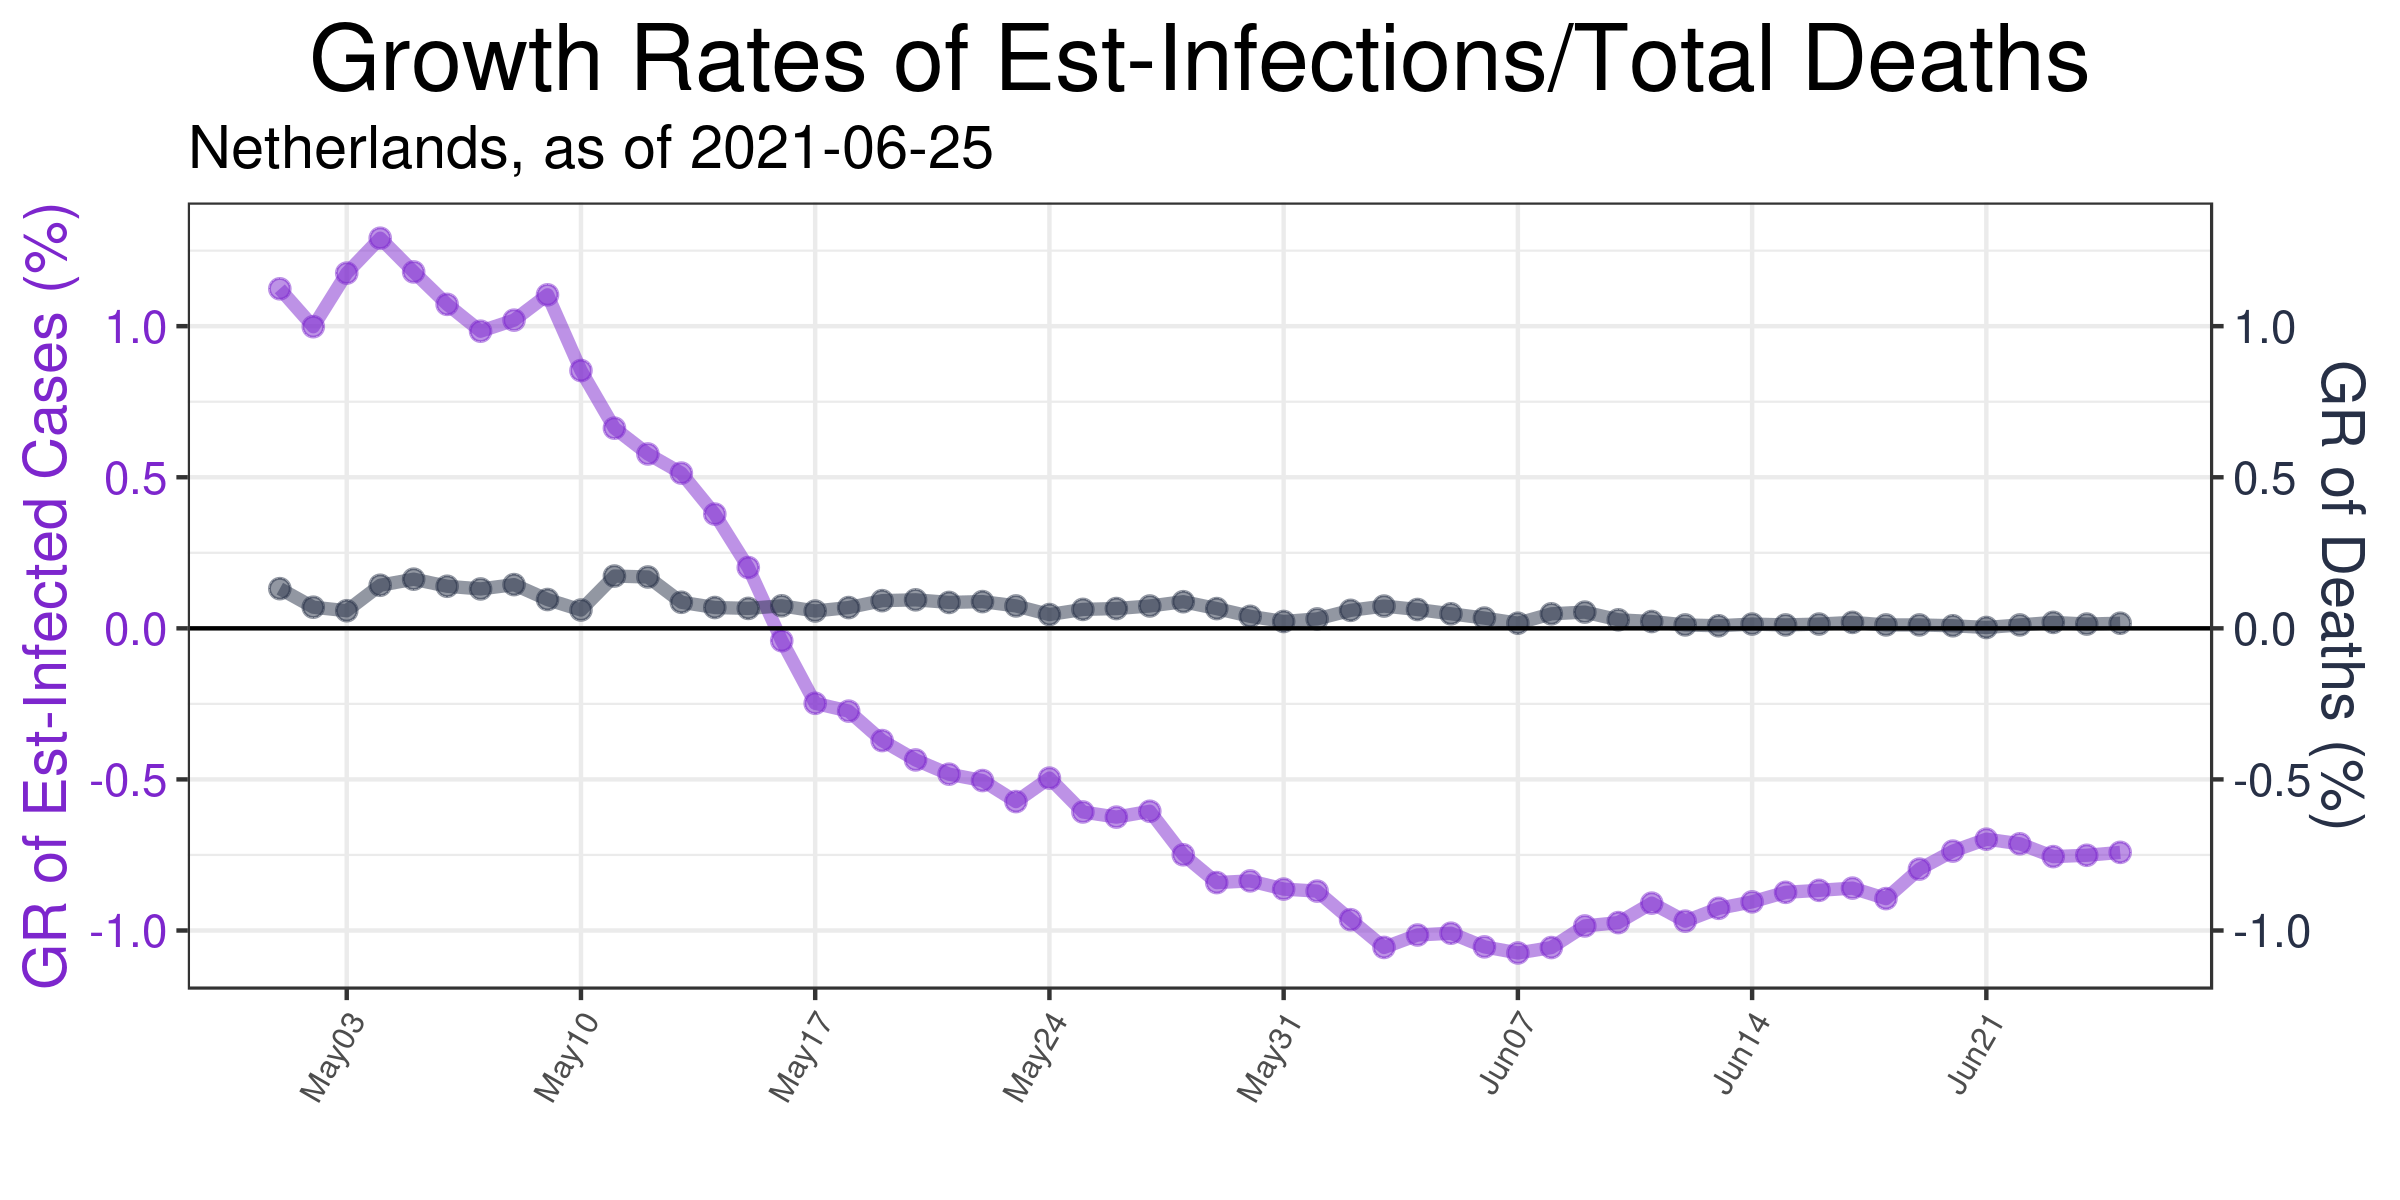 Growth Rates of Est-Infections/Total Deaths
Netherlands, as of 2021-06-25
GR of Est-Infected Cases (%)
1.0
0.5
0.0
-0.5
-1.0
1.0
0.5
0.0
-0.5
-1.0
GR of Deaths (%)
May03
May10
May17
May24
May31
Jun07
Jun14
Jun21